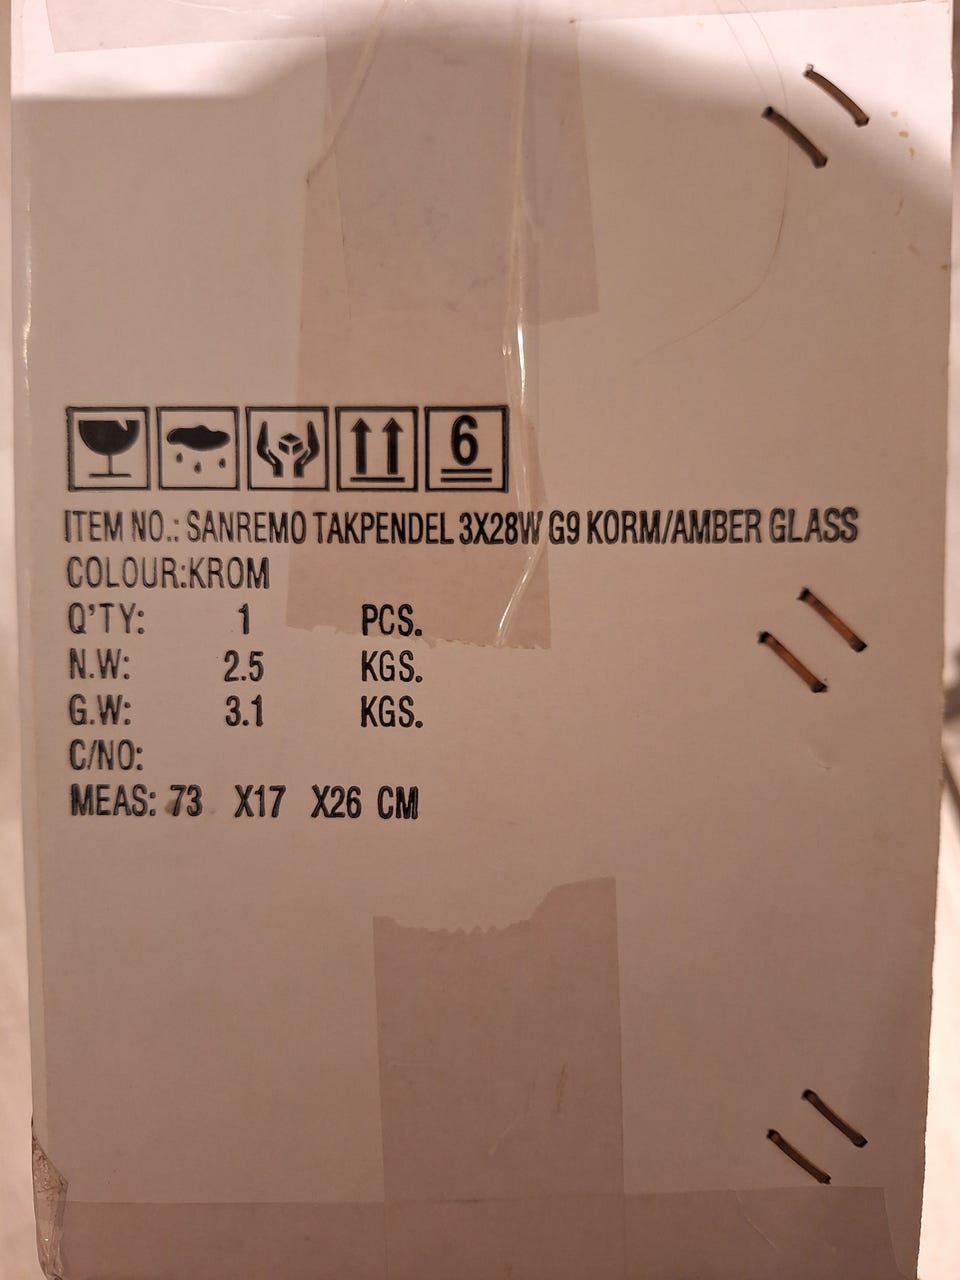 6
ITEM NO.: SANREMO TAKPENDEL 3X28W G9 KORM/AMBER GLASS
COLOUR:KROM
Q'TY: 1 PCS.
N.W: 2.5 KGS.
G.W: 3.1 KGS.
C/NO:
MEAS: 73 X17 X26 CM